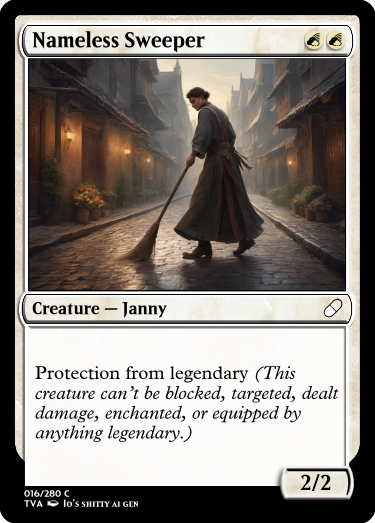 Nameless Sweeper
Creature — Janny
Protection from legendary (This
creature can't be blocked, targeted, dealt
damage, enchanted, or equipped by
anything legendary.)
2/2
016/280 C
TVA Io's shitty ai gen